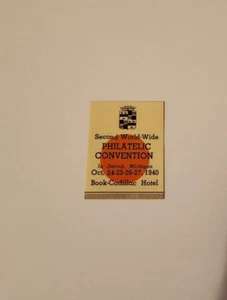 Second World-Wide
PHILATELIC
CONVENTION
In Detroit, Michigan
Oct. 24-25-26-27, 1940
Book-Cadillac Hotel